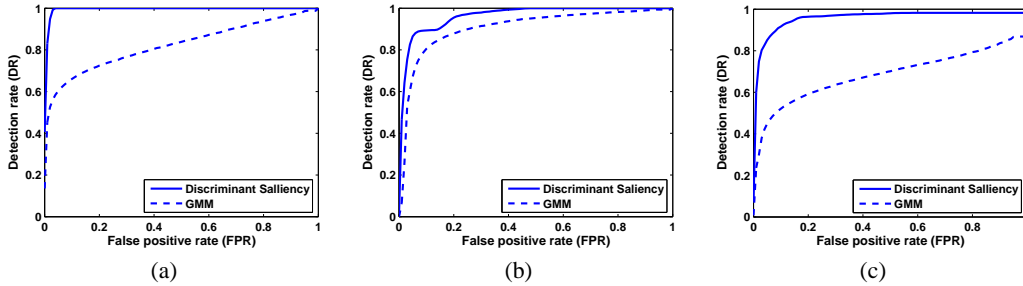 1
0.8
0.6
0.4
0.2
0
0 0.2 0.4 0.6 0.8 1
Detection rate (DR)
False positive rate (FPR)
Discriminant Salliency
GMM
(a)
1
0.8
0.6
0.4
0.2
0
0 0.2 0.4 0.6 0.8 1
Detection rate (DR)
False positive rate (FPR)
Discriminant Saliency
GMM
(b)
1
0.8
0.6
0.4
0.2
0
0 0.2 0.4 0.6 0.8
Detection rate (DR)
False positive rate (FPR)
Discriminant Saliency
GMM
(c)